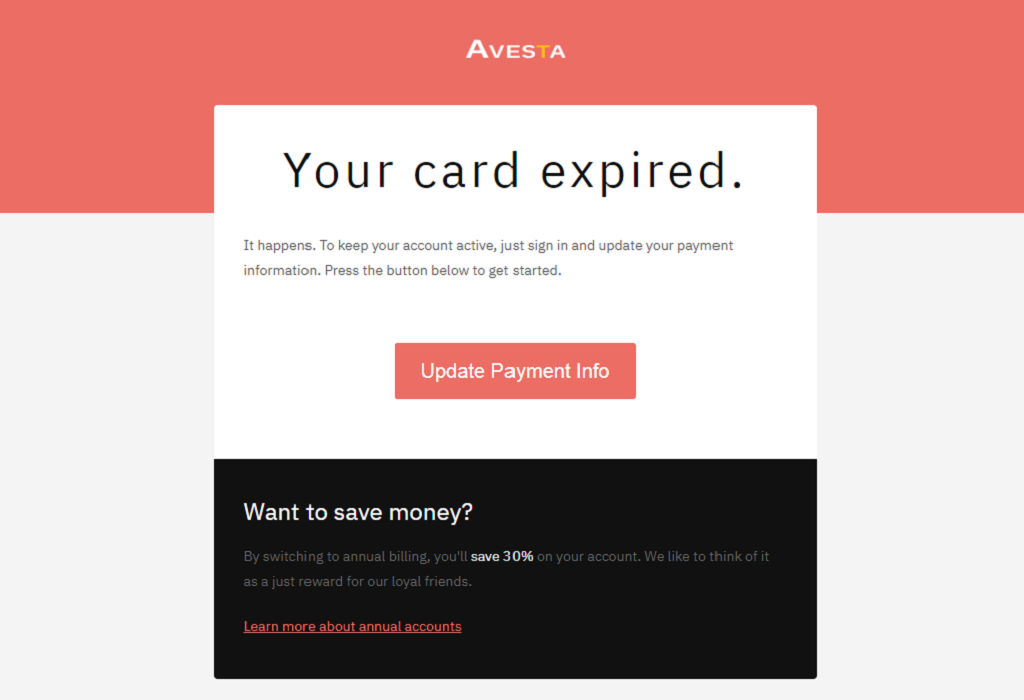 AVESTA
Your card expired.
It happens. To keep your account active, just sign in and update your payment
information. Press the button below to get started.
Update Payment Info
Want to save money?
By switching to annual billing, you'll save 30% on your account. We like to think of it
as a just reward for our loyal friends.
Learn more about annual accounts